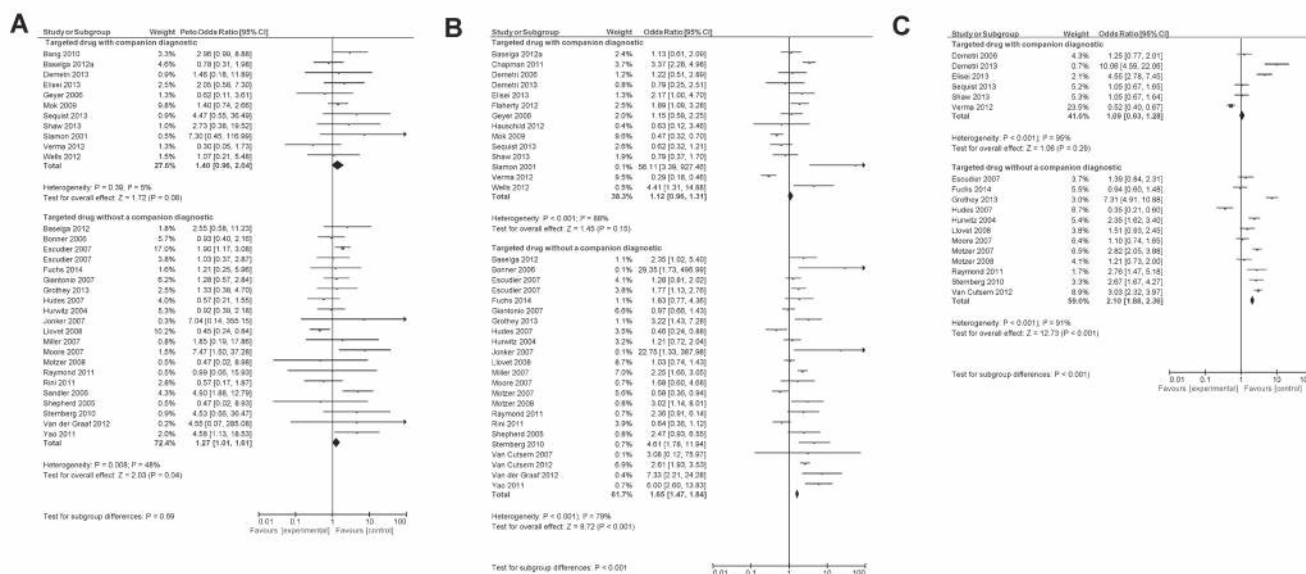 A
Study or Subgroup Weight Peto Odds Ratio [95% CI]
Targeted drug with companion diagnostic
Bang 2010 3.3% 2.96 [0.99, 8.88]
Baselga 2012a 4.6% 0.78 [0.31, 1.98]
Demetri 2013 0.9% 1.46 [0.18, 11.89]
Elisei 2013 2.5% 2.05 [0.58, 7.30]
Geyer 2006 1.3% 0.62 [0.11, 3.61]
Mok 2009 9.8% 1.40 [0.74, 2.66]
Sequist 2013 0.9% 4.47 [0.55, 36.49]
Shaw 2013 1.0% 2.73 [0.38, 19.52]
Slamon 2001 0.5% 7.30 [0.45, 116.99]
Verma 2012 1.2% 0.30 [0.05, 1.73]
Wells 2012 1.5% 1.07 [0.21, 5.48]
Total 27.6% 1.40 [0.96, 2.04]
Heterogeneity: P = 0.39, I² = 5%
Test for overall effect: Z = 1.72 (P = 0.08)
Targeted drug without a companion diagnostic
Baselga 2012 1.8% 2.55 [0.58, 11.23]
Bonner 2006 5.7% 0.93 [0.40, 2.16]
Escudier 2007 17.0% 1.90 [1.17, 3.08]
Escudier 2007 3.8% 1.03 [0.37, 2.87]
Fuchs 2014 1.6% 1.21 [0.25, 5.96]
Giantonio 2007 6.2% 1.28 [0.57, 2.84]
Grothey 2013 2.5% 1.33 [0.38, 4.70]
Hudes 2007 4.0% 0.57 [0.21, 1.55]
Hurwitz 2004 5.3% 0.92 [0.39, 2.18]
Jonker 2007 0.3% 7.04 [0.14, 355.15]
Llovet 2008 10.2% 0.45 [0.24, 0.84]
Miller 2007 0.8% 1.85 [0.19, 17.86]
Moore 2007 1.8% 7.47 [1.50, 37.28]
Motzer 2008 0.5% 0.47 [0.02, 8.98]
Raymond 2011 0.5% 0.99 [0.06, 15.93]
Rini 2011 2.8% 0.57 [0.17, 1.87]
Sandler 2006 4.3% 4.90 [1.88, 12.79]
Shepherd 2005 0.5% 0.47 [0.02, 8.93]
Sternberg 2010 0.9% 4.53 [0.56, 36.47]
Van der Graaf 2012 0.2% 4.55 [0.07, 285.08]
Yao 2011 2.0% 4.58 [1.13, 18.53]
Total 72.4% 1.27 [1.01, 1.61]
Heterogeneity: P = 0.008; I² = 48%
Test for overall effect: Z = 2.03 (P = 0.04)
Test for subgroup differences: P = 0.69
0.01 0.1 1 10 100
Favours [experimental] Favours [control]
B
Study or Subgroup Weight Odds Ratio [95% CI]
Targeted drug with companion diagnostic
Baselga 2012a 2.4% 1.13 [0.61, 2.09]
Chapman 2011 3.7% 3.37 [2.28, 4.98]
Demetri 2006 2.6% 1.22 [0.51, 2.89]
Demetri 2013 0.8% 0.79 [0.25, 2.51]
Elisei 2013 1.3% 2.17 [1.00, 4.70]
Flaherty 2012 2.6% 1.89 [1.09, 3.28]
Geyer 2006 2.0% 1.15 [0.59, 2.25]
Hauschild 2012 0.4% 0.63 [0.12, 3.46]
Mok 2009 8.5% 0.47 [0.32, 0.70]
Sequist 2013 2.8% 0.62 [0.32, 1.21]
Shaw 2013 1.9% 0.79 [0.37, 1.70]
Slamon 2001 0.1% 56.11 [3.39, 927.46]
Verma 2012 9.5% 0.29 [0.18, 0.46]
Wells 2012 0.5% 4.41 [1.31, 14.88]
Total 38.3% 1.12 [0.96, 1.31]
Heterogeneity: P < 0.001; I² = 88%
Test for overall effect: Z = 1.45 (P = 0.15)
Targeted drug without a companion diagnostic
Baselga 2012 1.1% 2.35 [1.02, 5.40]
Bonner 2006 0.1% 29.35 [1.73, 496.99]
Escudier 2007 4.1% 1.28 [0.81, 2.02]
Escudier 2007 3.8% 1.77 [1.13, 2.76]
Fuchs 2014 1.0% 1.83 [0.77, 4.36]
Giantonio 2007 6.6% 0.97 [0.66, 1.43]
Grothey 2013 1.1% 3.22 [1.43, 7.28]
Hudes 2007 3.6% 0.46 [0.24, 0.88]
Hurwitz 2004 4.4% 1.21 [0.72, 2.04]
Jonker 2007 0.1% 22.75 [1.33, 387.98]
Llovet 2008 8.7% 1.03 [0.74, 1.43]
Miller 2007 7.0% 2.25 [1.66, 3.05]
Moore 2007 1.0% 1.68 [0.60, 4.68]
Motzer 2007 5.0% 0.58 [0.36, 0.94]
Motzer 2008 0.8% 3.02 [1.14, 8.01]
Raymond 2011 0.7% 2.36 [0.91, 6.14]
Rini 2011 3.9% 0.64 [0.36, 1.12]
Shepherd 2005 0.8% 2.47 [0.93, 6.55]
Sternberg 2010 0.6% 4.61 [1.78, 11.94]
Van Cutsem 2007 0.1% 3.08 [0.12, 75.97]
Van Cutsem 2012 6.9% 2.61 [1.93, 3.53]
Van der Graaf 2012 0.4% 7.33 [2.21, 24.28]
Yao 2011 0.7% 6.00 [2.60, 13.83]
Total 61.7% 1.65 [1.47, 1.84]
Heterogeneity: P < 0.001; I² = 79%
Test for overall effect: Z = 8.72 (P < 0.001)
Test for subgroup differences: P < 0.001
0.01 0.1 1 10 100
C
Study or Subgroup Weight Odds Ratio [95% CI]
Targeted drug with companion diagnostic
Demetri 2006 4.3% 1.25 [0.77, 2.01]
Demetri 2013 0.7% 10.06 [4.59, 22.06]
Elisei 2013 2.1% 4.55 [2.78, 7.45]
Sequist 2013 5.2% 1.05 [0.67, 1.65]
Shaw 2013 5.3% 1.05 [0.67, 1.64]
Verma 2012 23.5% 0.52 [0.40, 0.67]
Total 41.0% 1.09 [0.93, 1.28]
Heterogeneity: P < 0.001; I² = 95%
Test for overall effect: Z = 1.06 (P = 0.29)
Targeted drug without a companion diagnostic
Escudier 2007 3.7% 1.39 [0.84, 2.31]
Fuchs 2014 5.5% 0.94 [0.60, 1.46]
Grothey 2013 3.0% 7.31 [4.91, 10.88]
Hudes 2007 6.7% 0.35 [0.21, 0.60]
Hurwitz 2004 5.4% 2.35 [1.62, 3.40]
Llovet 2008 3.8% 1.51 [0.93, 2.45]
Moore 2007 6.4% 1.10 [0.74, 1.65]
Motzer 2007 7.6% 2.82 [2.05, 3.88]
Motzer 2008 4.1% 1.21 [0.73, 2.00]
Raymond 2011 1.7% 2.76 [1.47, 5.18]
Sternberg 2010 3.3% 2.67 [1.67, 4.27]
Van Cutsem 2012 8.9% 3.03 [2.32, 3.97]
Total 59.0% 2.10 [1.88, 2.36]
Heterogeneity: P < 0.001; I² = 91%
Test for overall effect: Z = 12.73 (P < 0.001)
Test for subgroup differences: P < 0.001)
0.01 0.1 1 10 100
Favours [experimental] Favours [control]